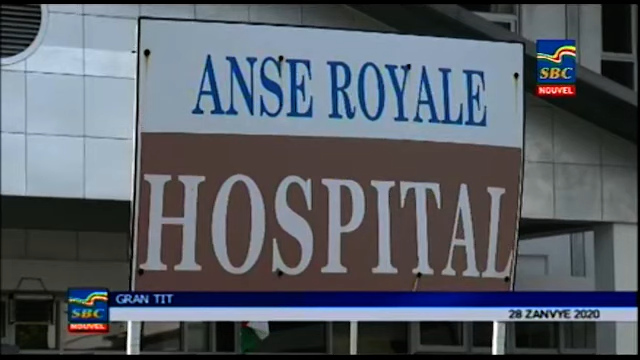 ANSE ROYALE
SBC
NOUVEL
HOSPITAL
GRAN TIT
SBC
NOUVEL
28 ZANVYE 2020